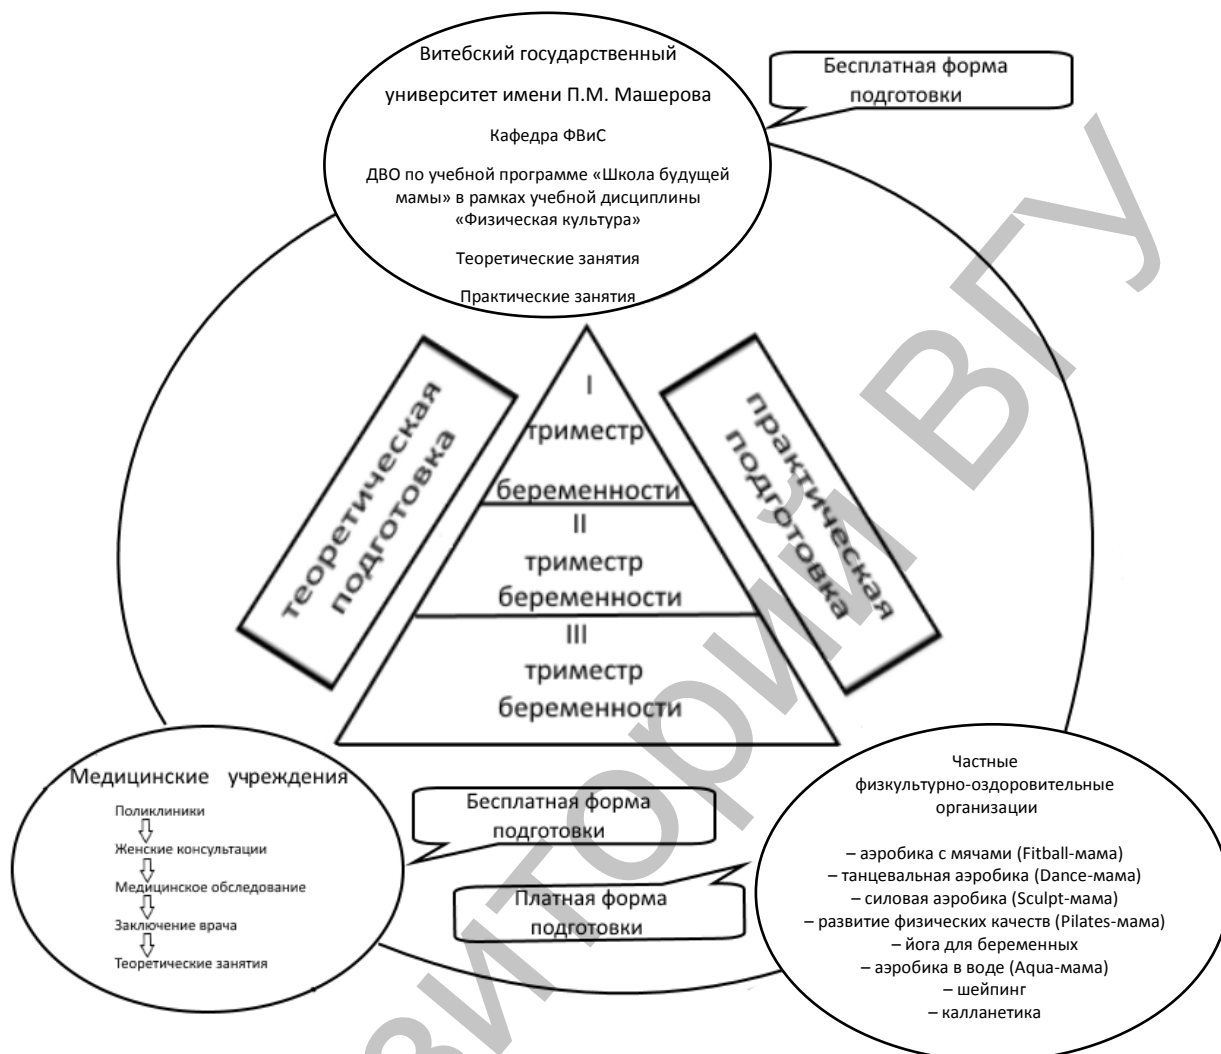 Витебский государственный
университет имени П.М. Машерова
Кафедра ФВиС
ДВО по учебной программе «Школа будущей
мамы» в рамках учебной дисциплины
«Физическая культура»
Теоретические занятия
Практические занятия
Бесплатная форма
подготовки
теоретическая
подготовка
I
триместр
беременности
II
триместр
беременности
III
триместр
беременности
практическая
подготовка
Медицинские учреждения
Поликлиники
Женские консультации
Медицинское обследование
Заключение врача
Теоретические занятия
Бесплатная форма
подготовки
Платная форма
подготовки
Частные
физкультурно-оздоровительные
организации
– аэробика с мячами (Fitball-мама)
– танцевальная аэробика (Dance-мама)
– силовая аэробика (Sculpt-мама)
– развитие физических качеств (Pilates-мама)
– йога для беременных
– аэробика в воде (Aqua-мама)
– шейпинг
– калланетика
ВГУ